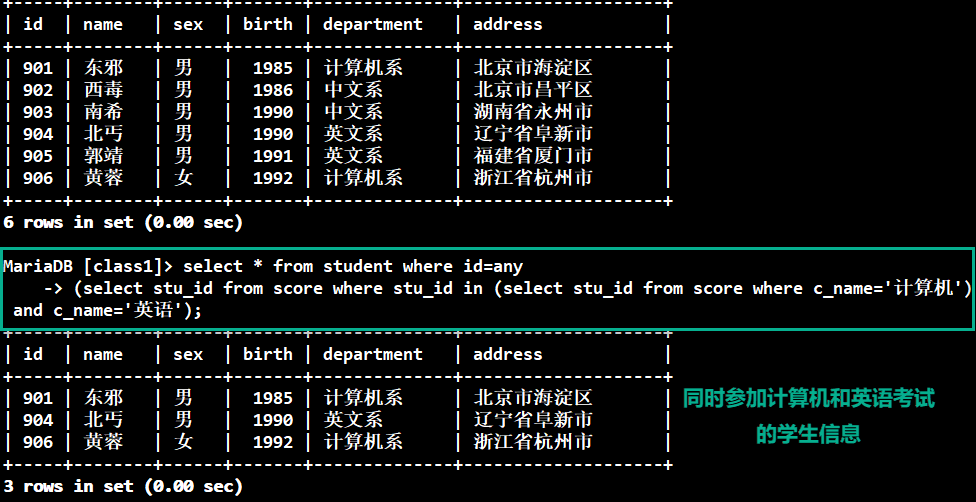 +-----+--------+------+-------+--------------+--------------------+
| id  | name   | sex  | birth | department   | address            |
+-----+--------+------+-------+--------------+--------------------+
| 901 | 东邪   | 男   |  1985 | 计算机系     | 北京市海淀区       |
| 902 | 西毒   | 男   |  1986 | 中文系       | 北京市昌平区       |
| 903 | 南希   | 男   |  1990 | 中文系       | 湖南省永州市       |
| 904 | 北丐   | 男   |  1990 | 英文系       | 辽宁省阜新市       |
| 905 | 郭靖   | 男   |  1991 | 英文系       | 福建省厦门市       |
| 906 | 黄蓉   | 女   |  1992 | 计算机系     | 浙江省杭州市       |
+-----+--------+------+-------+--------------+--------------------+
6 rows in set (0.00 sec)
MariaDB [class1]> select * from student where id=any
    -> (select stu_id from score where stu_id in (select stu_id from score where c_name='计算机')
 and c_name='英语');
+-----+--------+------+-------+--------------+--------------------+
| id  | name   | sex  | birth | department   | address            |
+-----+--------+------+-------+--------------+--------------------+
| 901 | 东邪   | 男   |  1985 | 计算机系     | 北京市海淀区       |
| 904 | 北丐   | 男   |  1990 | 英文系       | 辽宁省阜新市       |
| 906 | 黄蓉   | 女   |  1992 | 计算机系     | 浙江省杭州市       |
+-----+--------+------+-------+--------------+--------------------+
3 rows in set (0.00 sec)
同时参加计算机和英语考试
的学生信息